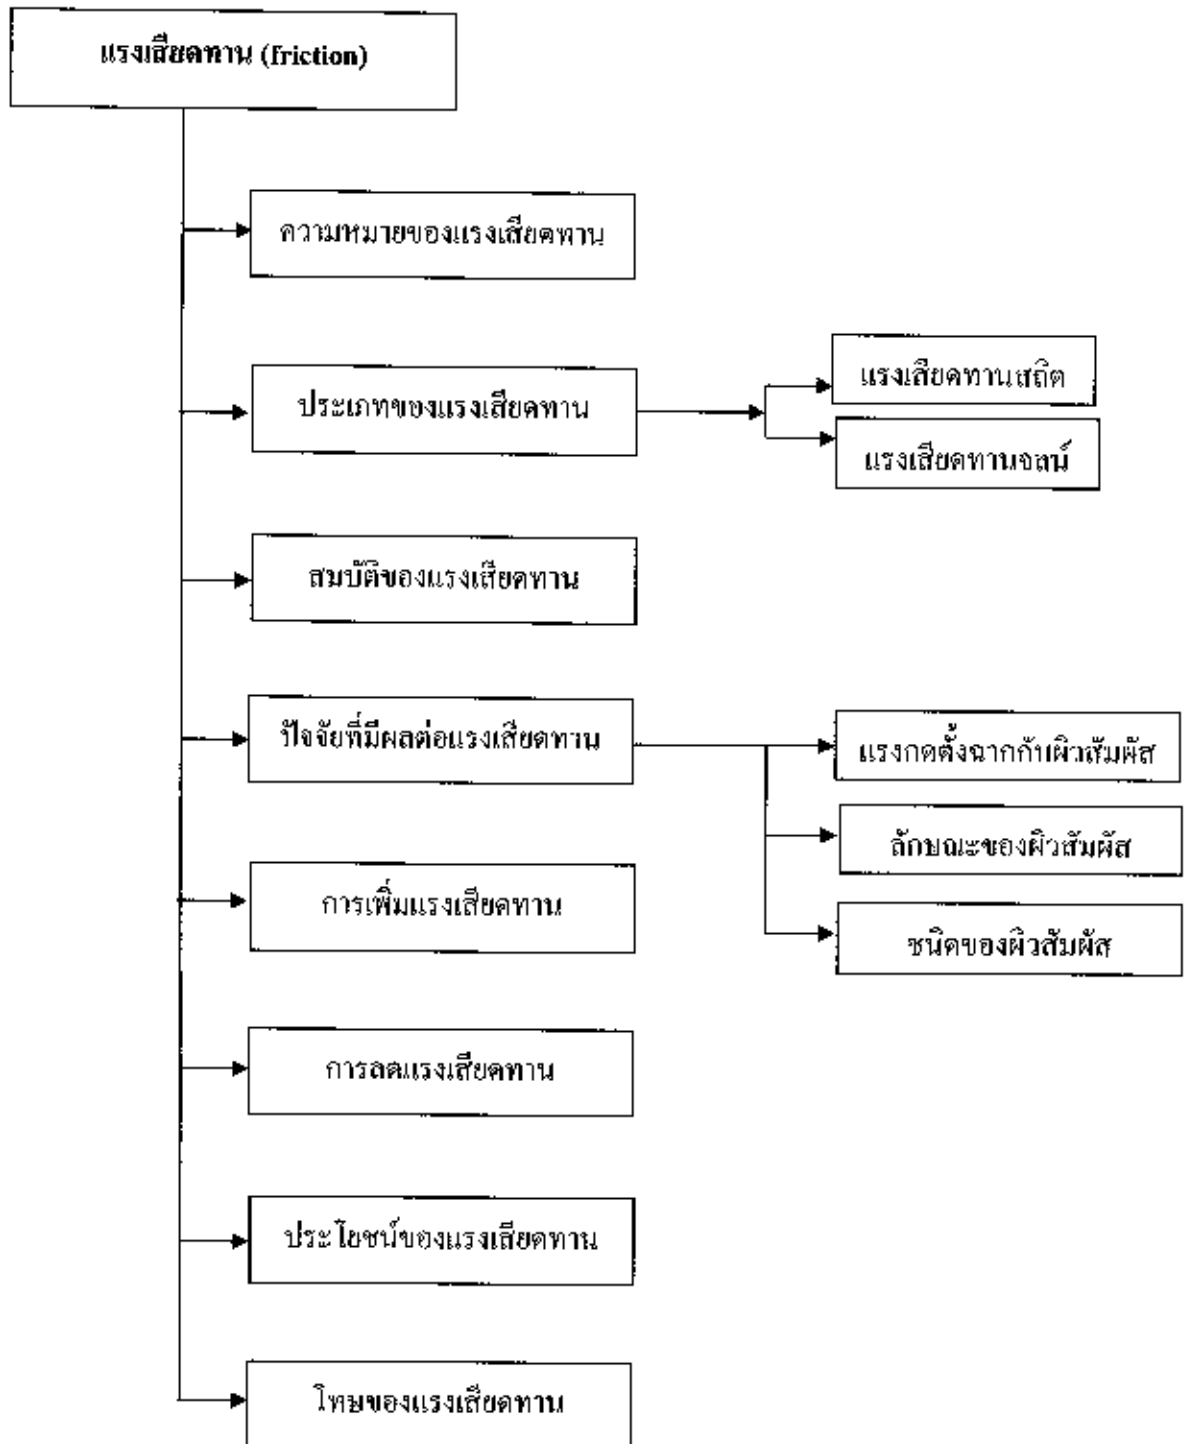 แรงเสียดทาน (friction)
ความหมายของแรงเสียดทาน
ประเภทของแรงเสียดทาน
แรงเสียดทานสถิต
แรงเสียดทานจลน์
สมบัติของแรงเสียดทาน
ปัจจัยที่มีผลต่อแรงเสียดทาน
แรงกดตั้งฉากกับผิวสัมผัส
ลักษณะของผิวสัมผัส
ชนิดของผิวสัมผัส
การเพิ่มแรงเสียดทาน
การลดแรงเสียดทาน
ประโยชน์ของแรงเสียดทาน
โทษของแรงเสียดทาน